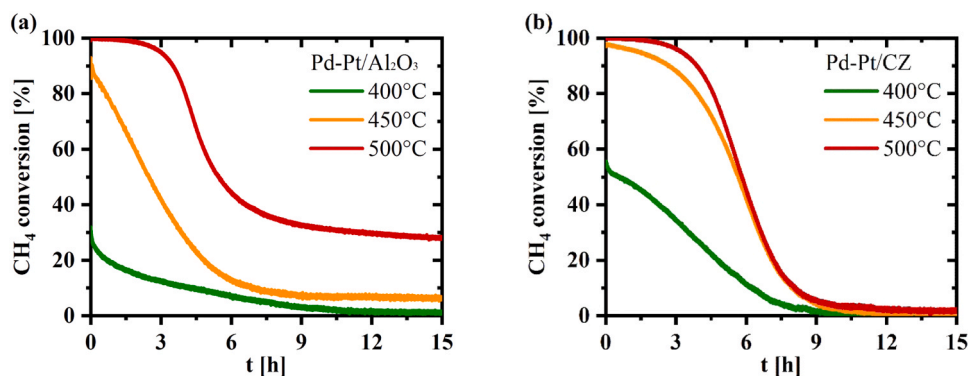 (a)
CH₄ conversion [%]
100
80
60
40
20
0
Pd-Pt/Al₂O₃
400°C
450°C
500°C
0 3 6 9 12 15
t [h]
(b)
CH₄ conversion [%]
100
80
60
40
20
0
Pd-Pt/CZ
400°C
450°C
500°C
0 3 6 9 12 15
t [h]